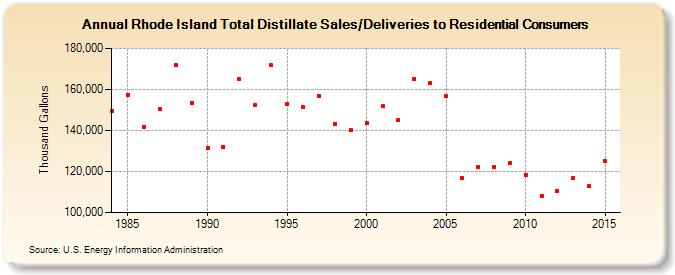 Annual Rhode Island Total Distillate Sales/Deliveries to Residential Consumers
Thousand Gallons
180,000
160,000
140,000
120,000
100,000
1985 1990 1995 2000 2005 2010 2015
Source: U.S. Energy Information Administration